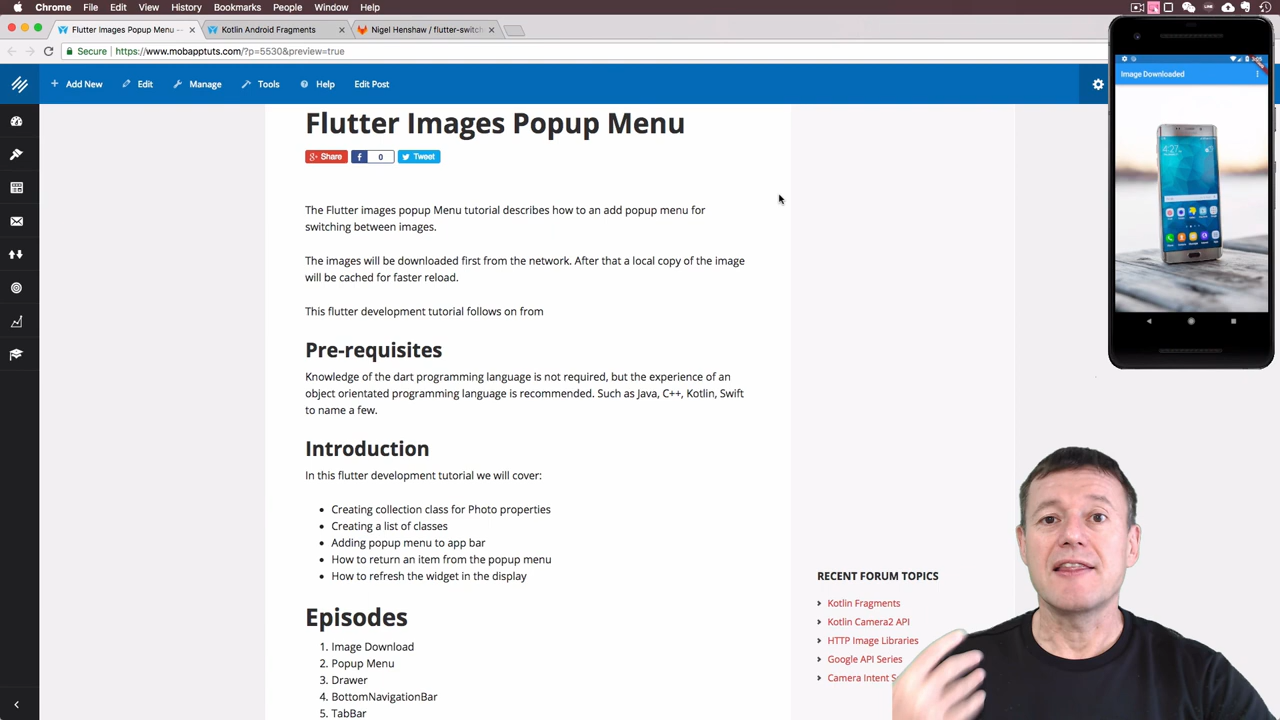 Chrome File Edit View History Bookmarks People Window Help
Flutter Images Popup Menu -
Kotlin Android Fragments
Nigel Henshaw / flutter-switch
Secure https://www.mobapptuts.com/?p=5530&preview=true
Add New Edit Manage Tools Help Edit Post
Flutter Images Popup Menu
Share 0 Tweet
The Flutter images popup Menu tutorial describes how to an add popup menu for
switching between images.
The images will be downloaded first from the network. After that a local copy of the image
will be cached for faster reload.
This flutter development tutorial follows on from
Pre-requisites
Knowledge of the dart programming language is not required, but the experience of an
object orientated programming language is recommended. Such as Java, C++, Kotlin, Swift
to name a few.
Introduction
In this flutter development tutorial we will cover:
Creating collection class for Photo properties
Creating a list of classes
Adding popup menu to app bar
How to return an item from the popup menu
How to refresh the widget in the display
Episodes
1. Image Download
2. Popup Menu
3. Drawer
4. BottomNavigationBar
5. TabBar
RECENT FORUM TOPICS
Kotlin Fragments
Kotlin Camera2 API
HTTP Image Libraries
Google API Series
Camera Intent S
Image Downloaded
4:27